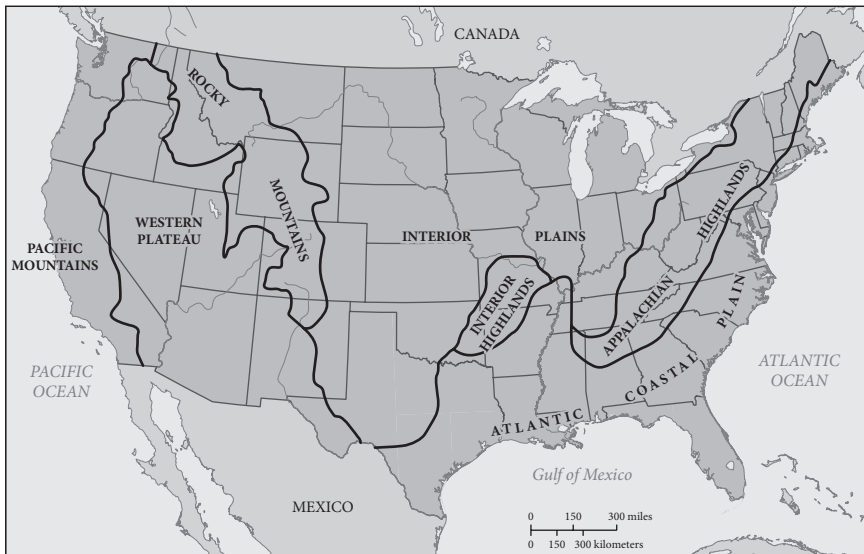 CANADA
ROCKY
MOUNTAINS
WESTERN
PLATEAU
PACIFIC
MOUNTAINS
INTERIOR
PLAINS
INTERIOR
HIGHLANDS
APPALACHIAN
HIGHLANDS
ATLANTIC
COASTAL
PLAIN
PACIFIC
OCEAN
ATLANTIC
OCEAN
Gulf of Mexico
MEXICO
0 150 300 miles
0 150 300 kilometers